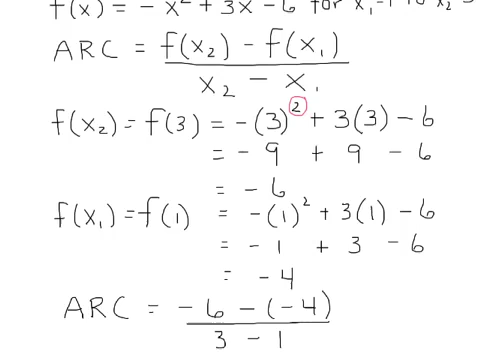 f(x) = - x² + 3x - 6 for x₁=1 to x₂=3
ARC = f(x₂) - f(x₁) / x₂ - x₁
f(x₂) = f(3) = -(3)² + 3(3) - 6
= - 9 + 9 - 6
= - 6
f(x₁) = f(1) = -(1)² + 3(1) - 6
= - 1 + 3 - 6
= - 4
ARC = - 6 - (-4) / 3 - 1